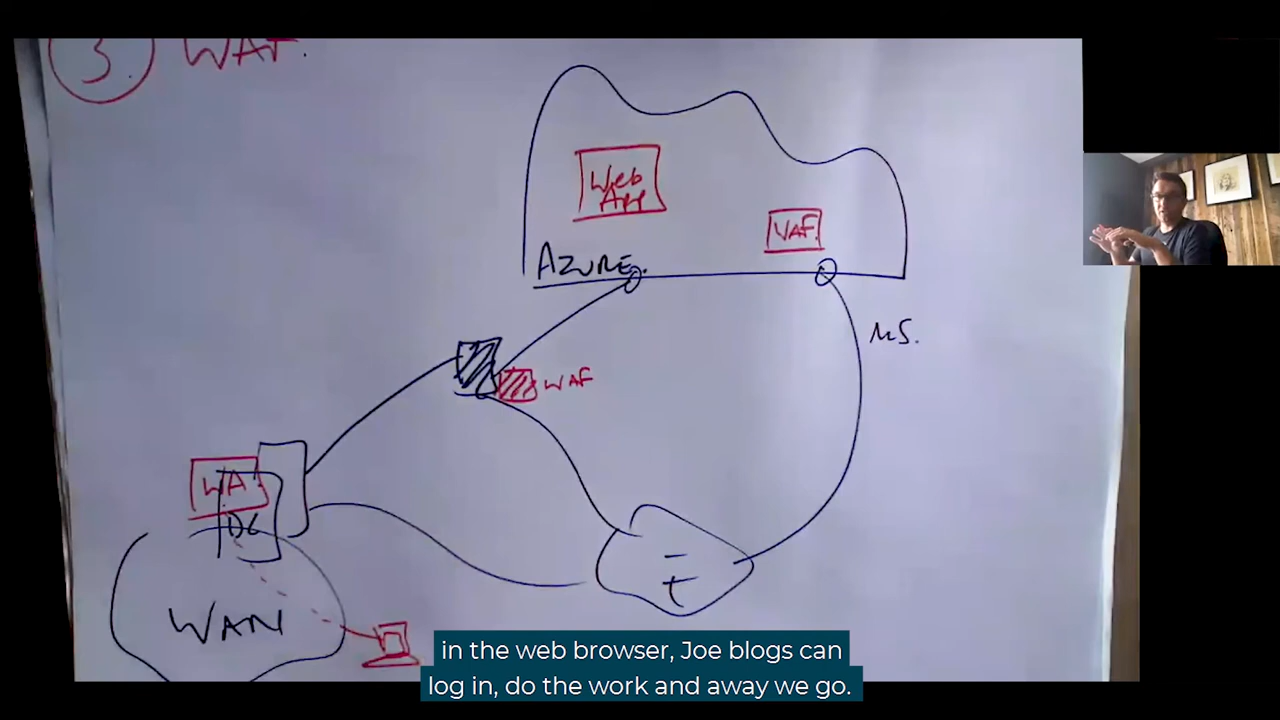 3. WAF.
Web
App
WAF.
AZURE.
MS.
WAF
WA
DC
WAN
in the web browser, Joe blogs can
log in, do the work and away we go.